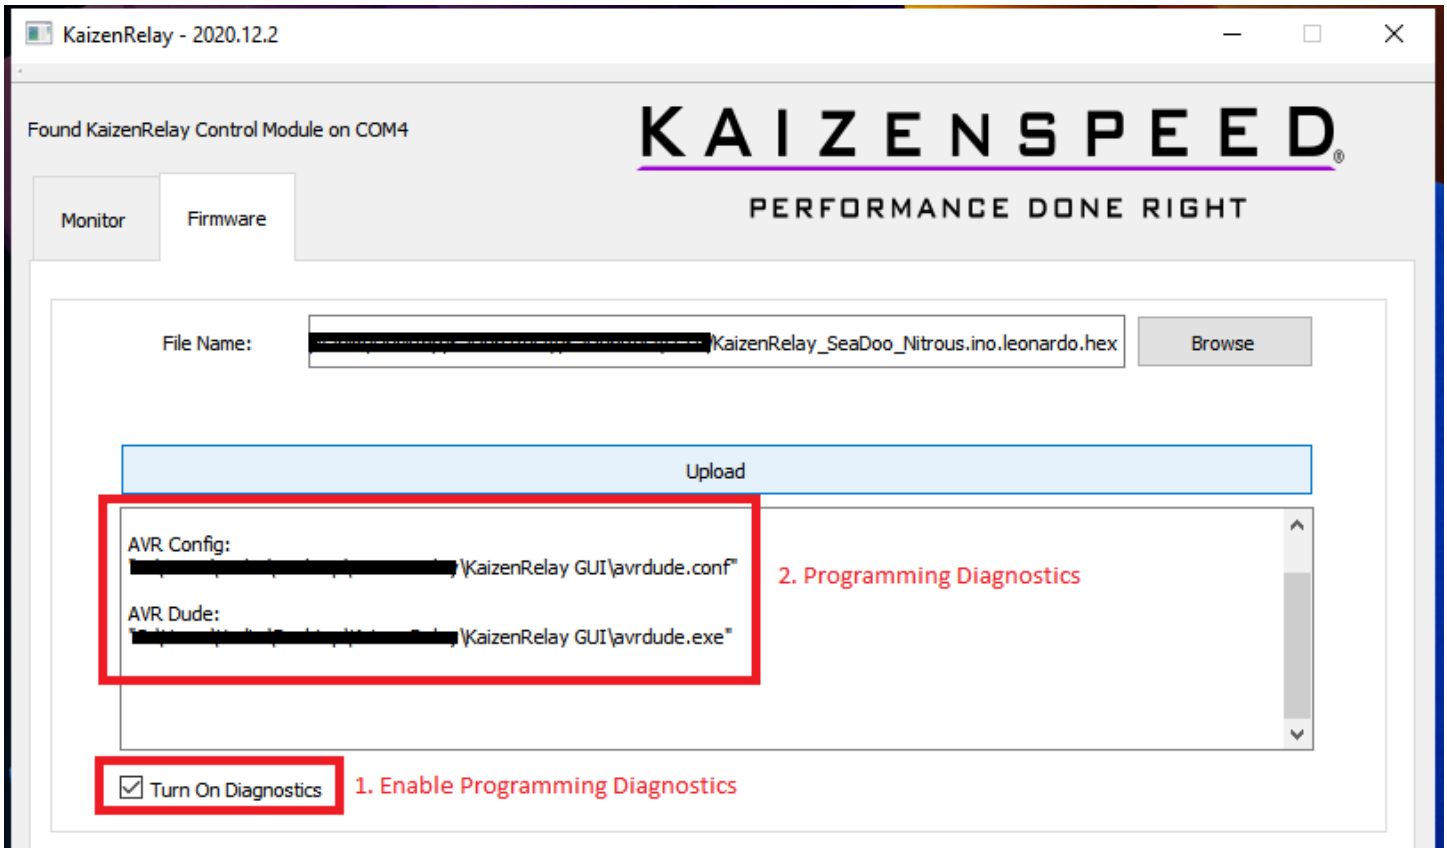 KaizenRelay - 2020.12.2
Found KaizenRelay Control Module on COM4
KAIZENSPEED®
PERFORMANCE DONE RIGHT
Monitor
Firmware
File Name:
/KaizenRelay_SeaDoo_Nitrous.ino.leonardo.hex
Browse
Upload
AVR Config:
\KaizenRelay GUI\avrdude.conf"
AVR Dude:
\KaizenRelay GUI\avrdude.exe"
2. Programming Diagnostics
Turn On Diagnostics
1. Enable Programming Diagnostics